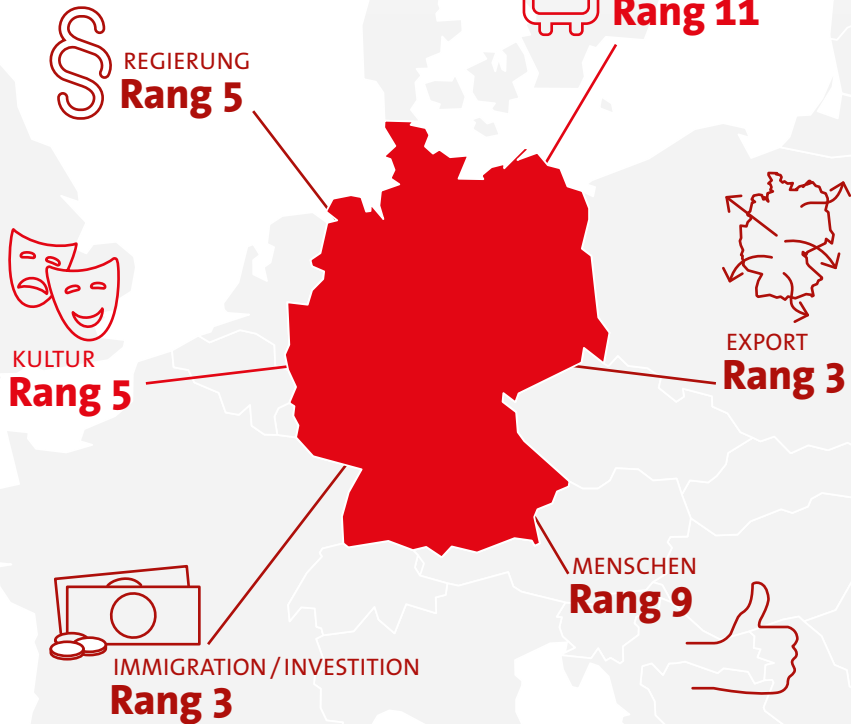 Rang 11
REGIERUNG
Rang 5
KULTUR
Rang 5
EXPORT
Rang 3
MENSCHEN
Rang 9
IMMIGRATION / INVESTITION
Rang 3